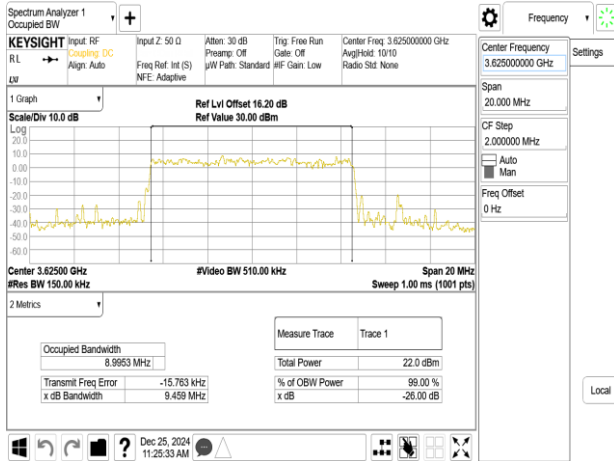 Spectrum Analyzer 1
Occupied BW
Frequency
KEYSIGHT
RL
Input: RF
Coupling: DC
Align: Auto
Input Z: 50 Ω
Freq Ref: Int (S)
NFE: Adaptive
Atten: 30 dB
Preamp: Off
µW Path: Standard
Trig: Free Run
Gate: Off
#IF Gain: Low
Center Freq: 3.625000000 GHz
Avg|Hold: 10/10
Radio Std: None
Center Frequency
3.625000000 GHz
Settings
Span
20.000 MHz
CF Step
2.000000 MHz
Auto
Man
Freq Offset
0 Hz
Local
1 Graph
Scale/Div 10.0 dB
Ref Lvl Offset 16.20 dB
Ref Value 30.00 dBm
Log
20.0
10.0
0.00
-10.0
-20.0
-30.0
-40.0
-50.0
-60.0
Center 3.62500 GHz
#Res BW 150.00 kHz
#Video BW 510.00 kHz
Span 20 MHz
Sweep 1.00 ms (1001 pts)
2 Metrics
Occupied Bandwidth
8.9953 MHz
Transmit Freq Error -15.763 kHz
x dB Bandwidth 9.459 MHz
Measure Trace Trace 1
Total Power 22.0 dBm
% of OBW Power 99.00 %
x dB -26.00 dB
Dec 25, 2024
11:25:33 AM